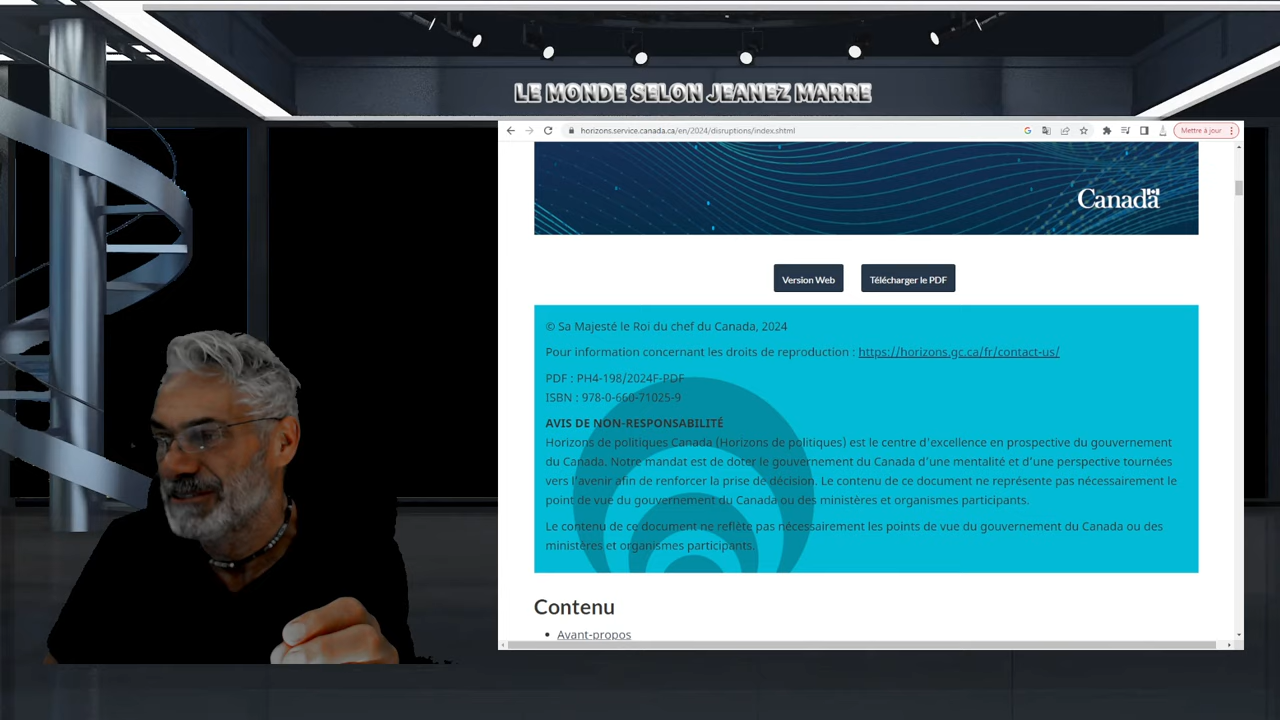 LE MONDE SELON JEANEZ MARRE
horizons.service.canada.ca/en/2024/disruptions/index.shtml
Mettre à jour
Canada
Version Web
Télécharger le PDF
© Sa Majesté le Roi du chef du Canada, 2024
Pour information concernant les droits de reproduction : https://horizons.gc.ca/fr/contact-us/
PDF : PH4-198/2024F-PDF
ISBN : 978-0-660-71025-9
AVIS DE NON-RESPONSABILITÉ
Horizons de politiques Canada (Horizons de politiques) est le centre d'excellence en prospective du gouvernement
du Canada. Notre mandat est de doter le gouvernement du Canada d'une mentalité et d'une perspective tournées
vers l'avenir afin de renforcer la prise de décision. Le contenu de ce document ne représente pas nécessairement le
point de vue du gouvernement du Canada ou des ministères et organismes participants.
Le contenu de ce document ne reflète pas nécessairement les points de vue du gouvernement du Canada ou des
ministères et organismes participants.
Contenu
Avant-propos